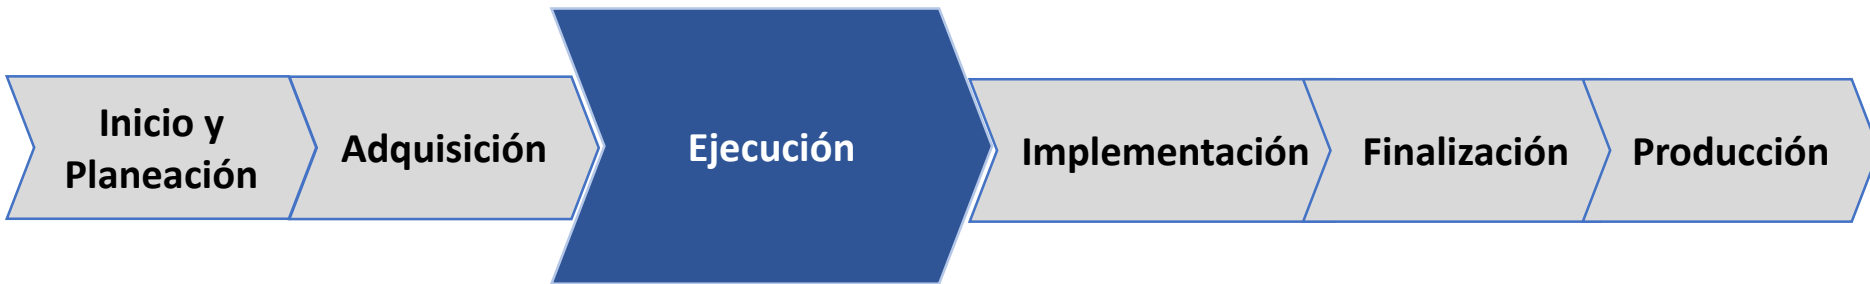 Inicio y
Planeación
Adquisición
Ejecución
Implementación
Finalización
Producción